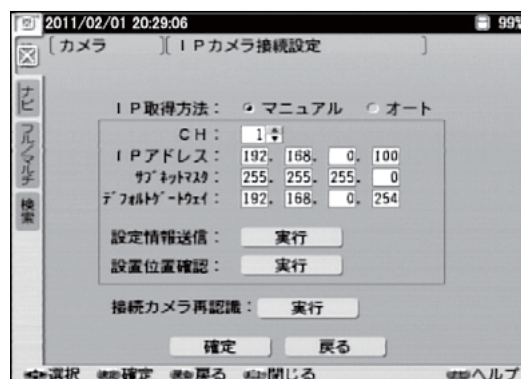 2011/02/01 20:29:06 99%
[カメラ ][ IPカメラ接続設定 ]
ナビ
フル/マルチ
検索
IP取得方法： マニュアル オート
CH： 1
IPアドレス： 192. 168. 0. 100
ｻﾌﾞﾈｯﾄﾏｽｸ： 255. 255. 255. 0
ﾃﾞﾌｫﾙﾄｹﾞｰﾄｳｪｲ： 192. 168. 0. 254
設定情報送信： 実行
設置位置確認： 実行
接続カメラ再認識： 実行
確定 戻る
選択 確定 戻る 閉じる ヘルプ